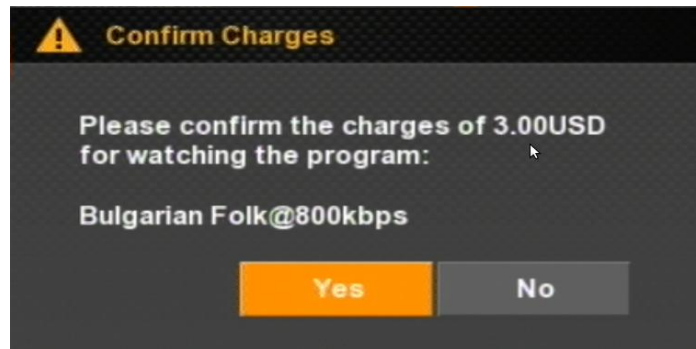 Confirm Charges
Please confirm the charges of 3.00USD
for watching the program:
Bulgarian Folk@800kbps
Yes
No